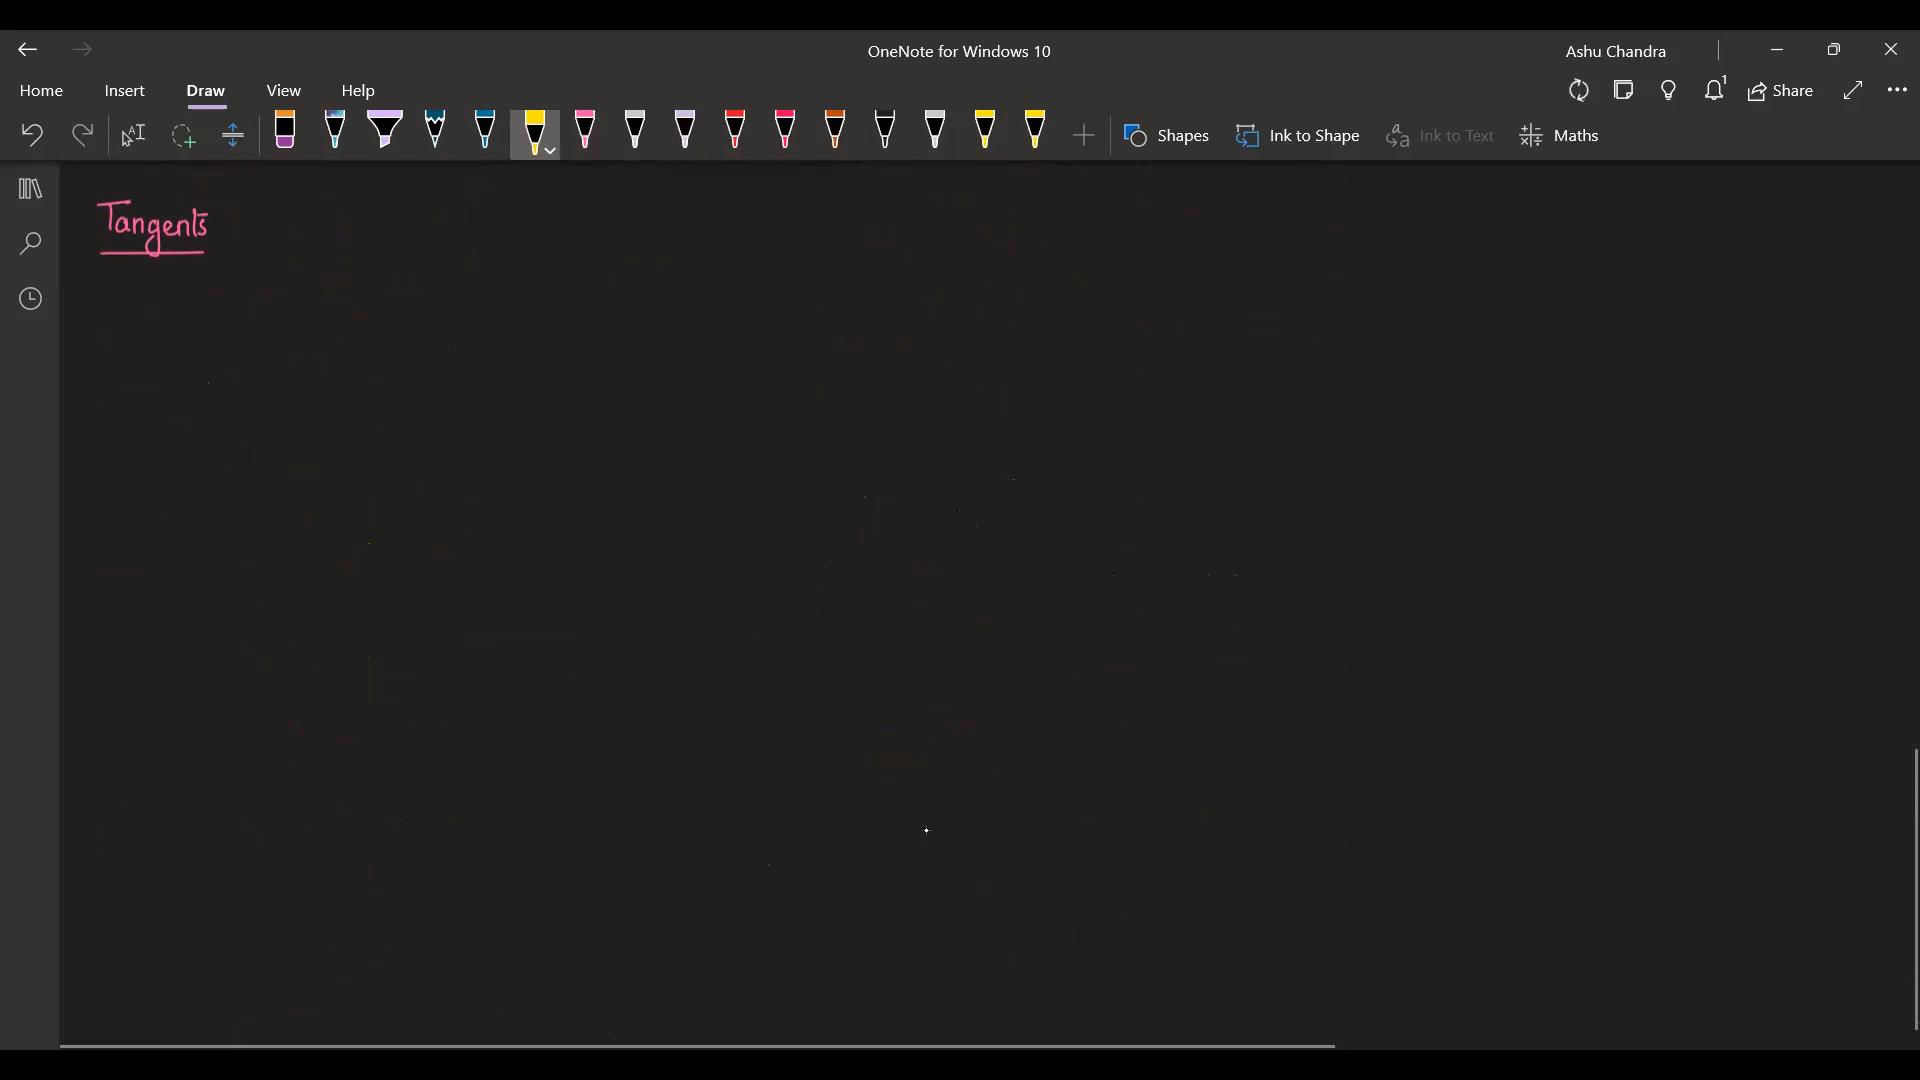 OneNote for Windows 10
Ashu Chandra
Home Insert Draw View Help
1
Share
Shapes
Ink to Shape
Ink to Text
Maths
Tangents